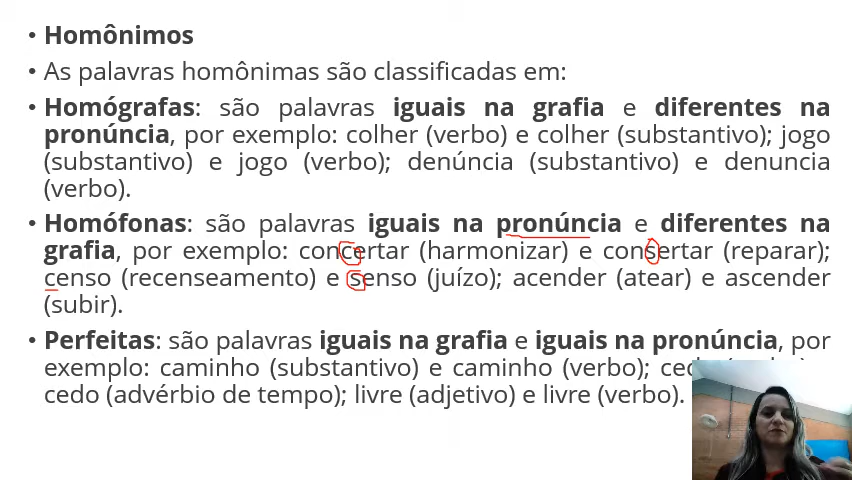 • Homônimos
• As palavras homônimas são classificadas em:
• Homógrafas: são palavras iguais na grafia e diferentes na
pronúncia, por exemplo: colher (verbo) e colher (substantivo); jogo
(substantivo) e jogo (verbo); denúncia (substantivo) e denuncia
(verbo).
• Homófonas: são palavras iguais na pronúncia e diferentes na
grafia, por exemplo: concertar (harmonizar) e consertar (reparar);
censo (recenseamento) e senso (juízo); acender (atear) e ascender
(subir).
• Perfeitas: são palavras iguais na grafia e iguais na pronúncia, por
exemplo: caminho (substantivo) e caminho (verbo);
cedo (advérbio de tempo); livre (adjetivo) e livre (verbo).